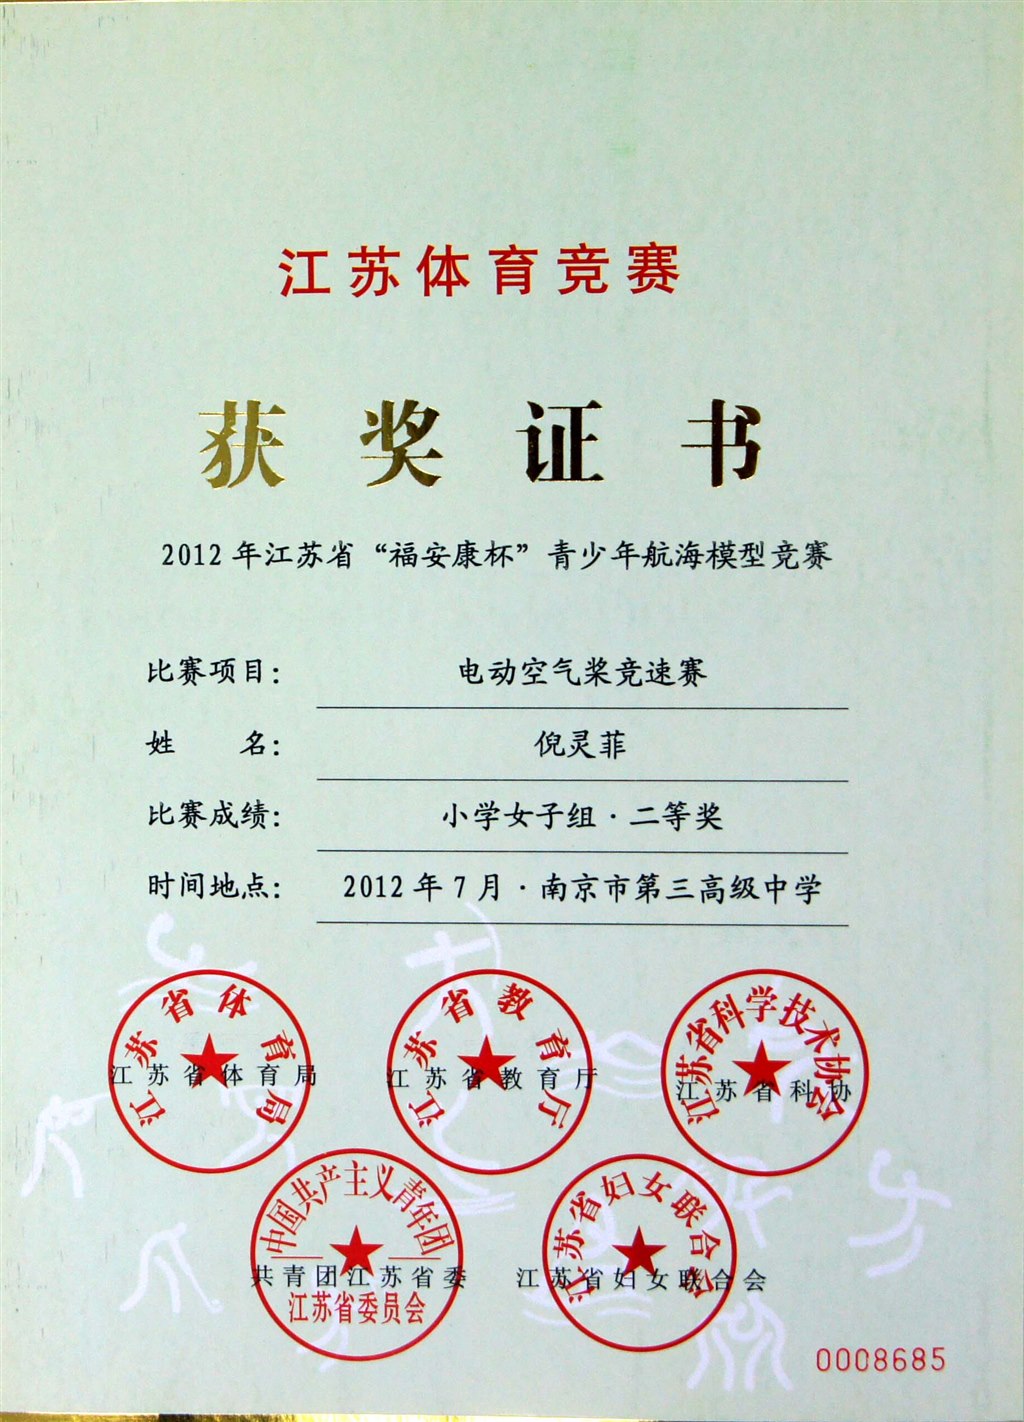 江苏体育竞赛
获奖证书
2012年江苏省“福安康杯”青少年航海模型竞赛
比赛项目: 电动空气桨竞速赛
姓 名: 倪灵菲
比赛成绩: 小学女子组·二等奖
时间地点: 2012年7月·南京市第三高级中学
江苏省体育局
江苏省体育局
江苏省教育厅
江苏省教育厅
江苏省科学技术协会
江苏省科协
中国共产主义青年团
江苏省委员会
共青团江苏省委
江苏省妇女联合会
江苏省妇女联合会
0008685